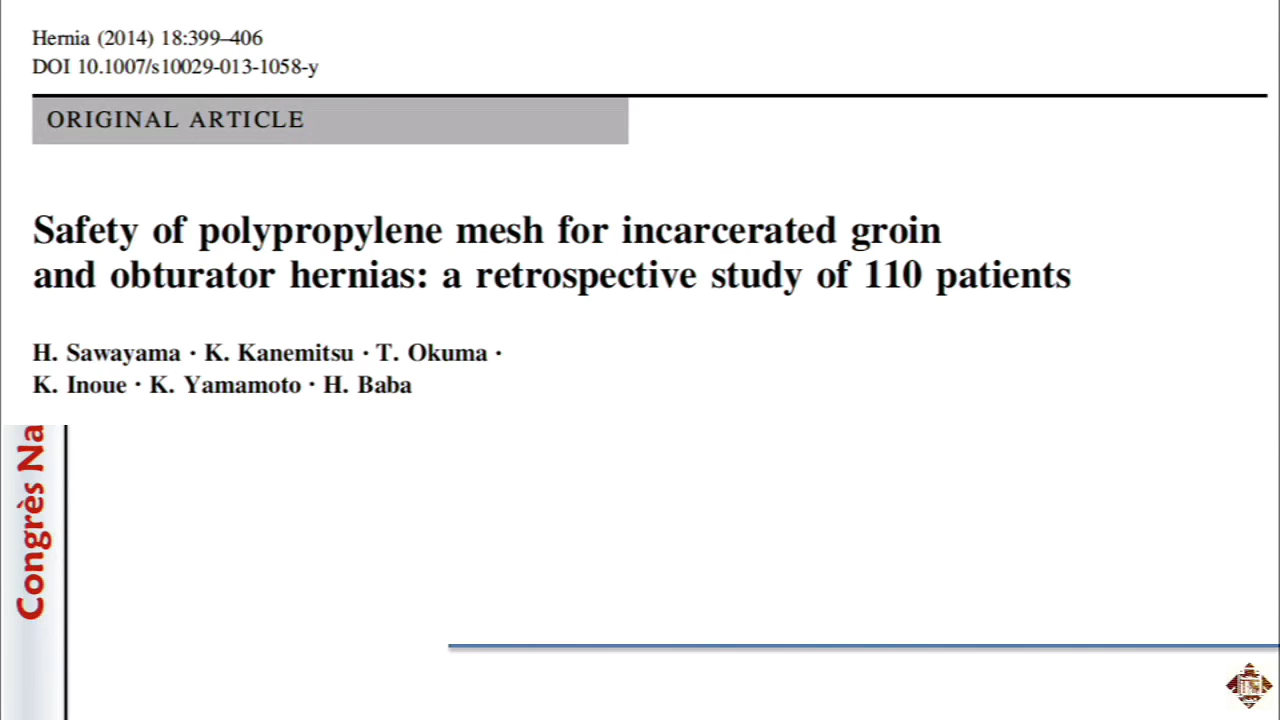 Hernia (2014) 18:399–406
DOI 10.1007/s10029-013-1058-y
ORIGINAL ARTICLE
Safety of polypropylene mesh for incarcerated groin
and obturator hernias: a retrospective study of 110 patients
H. Sawayama · K. Kanemitsu · T. Okuma ·
K. Inoue · K. Yamamoto · H. Baba
Congrès Na